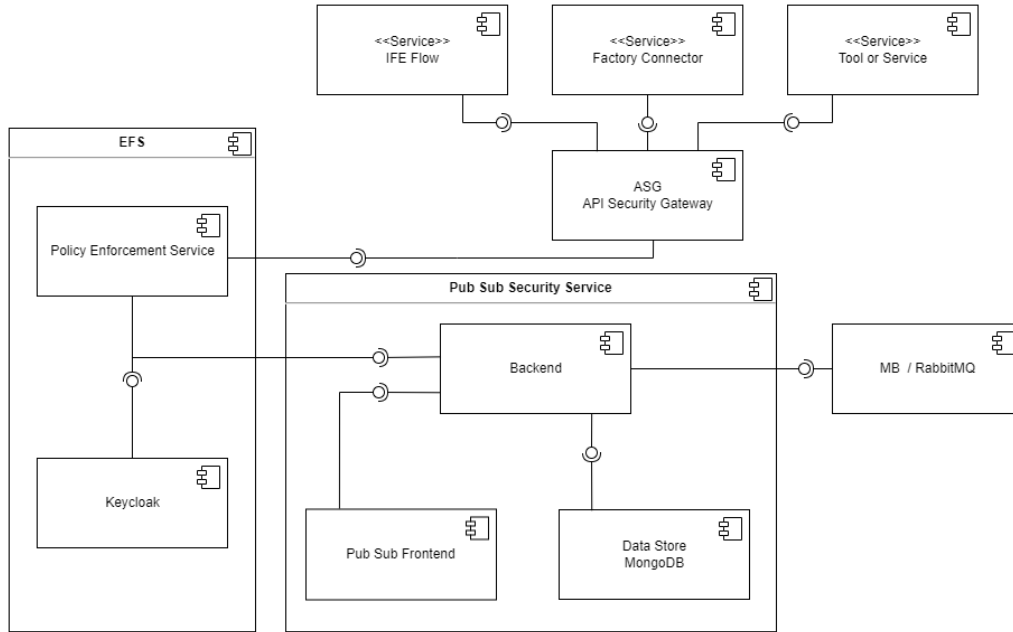 <<Service>>
IFE Flow
<<Service>>
Factory Connector
<<Service>>
Tool or Service
EFS
ASG
API Security Gateway
Policy Enforcement Service
Pub Sub Security Service
Backend
MB / RabbitMQ
Keycloak
Pub Sub Frontend
Data Store
MongoDB